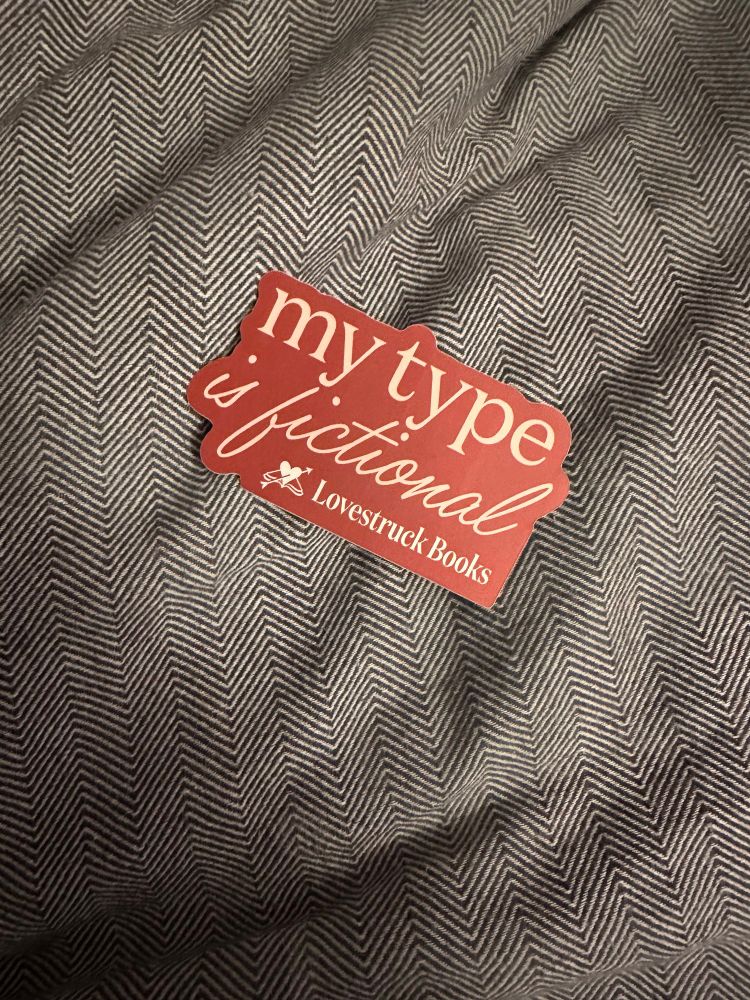 my type
is fictional
Lovestruck Books